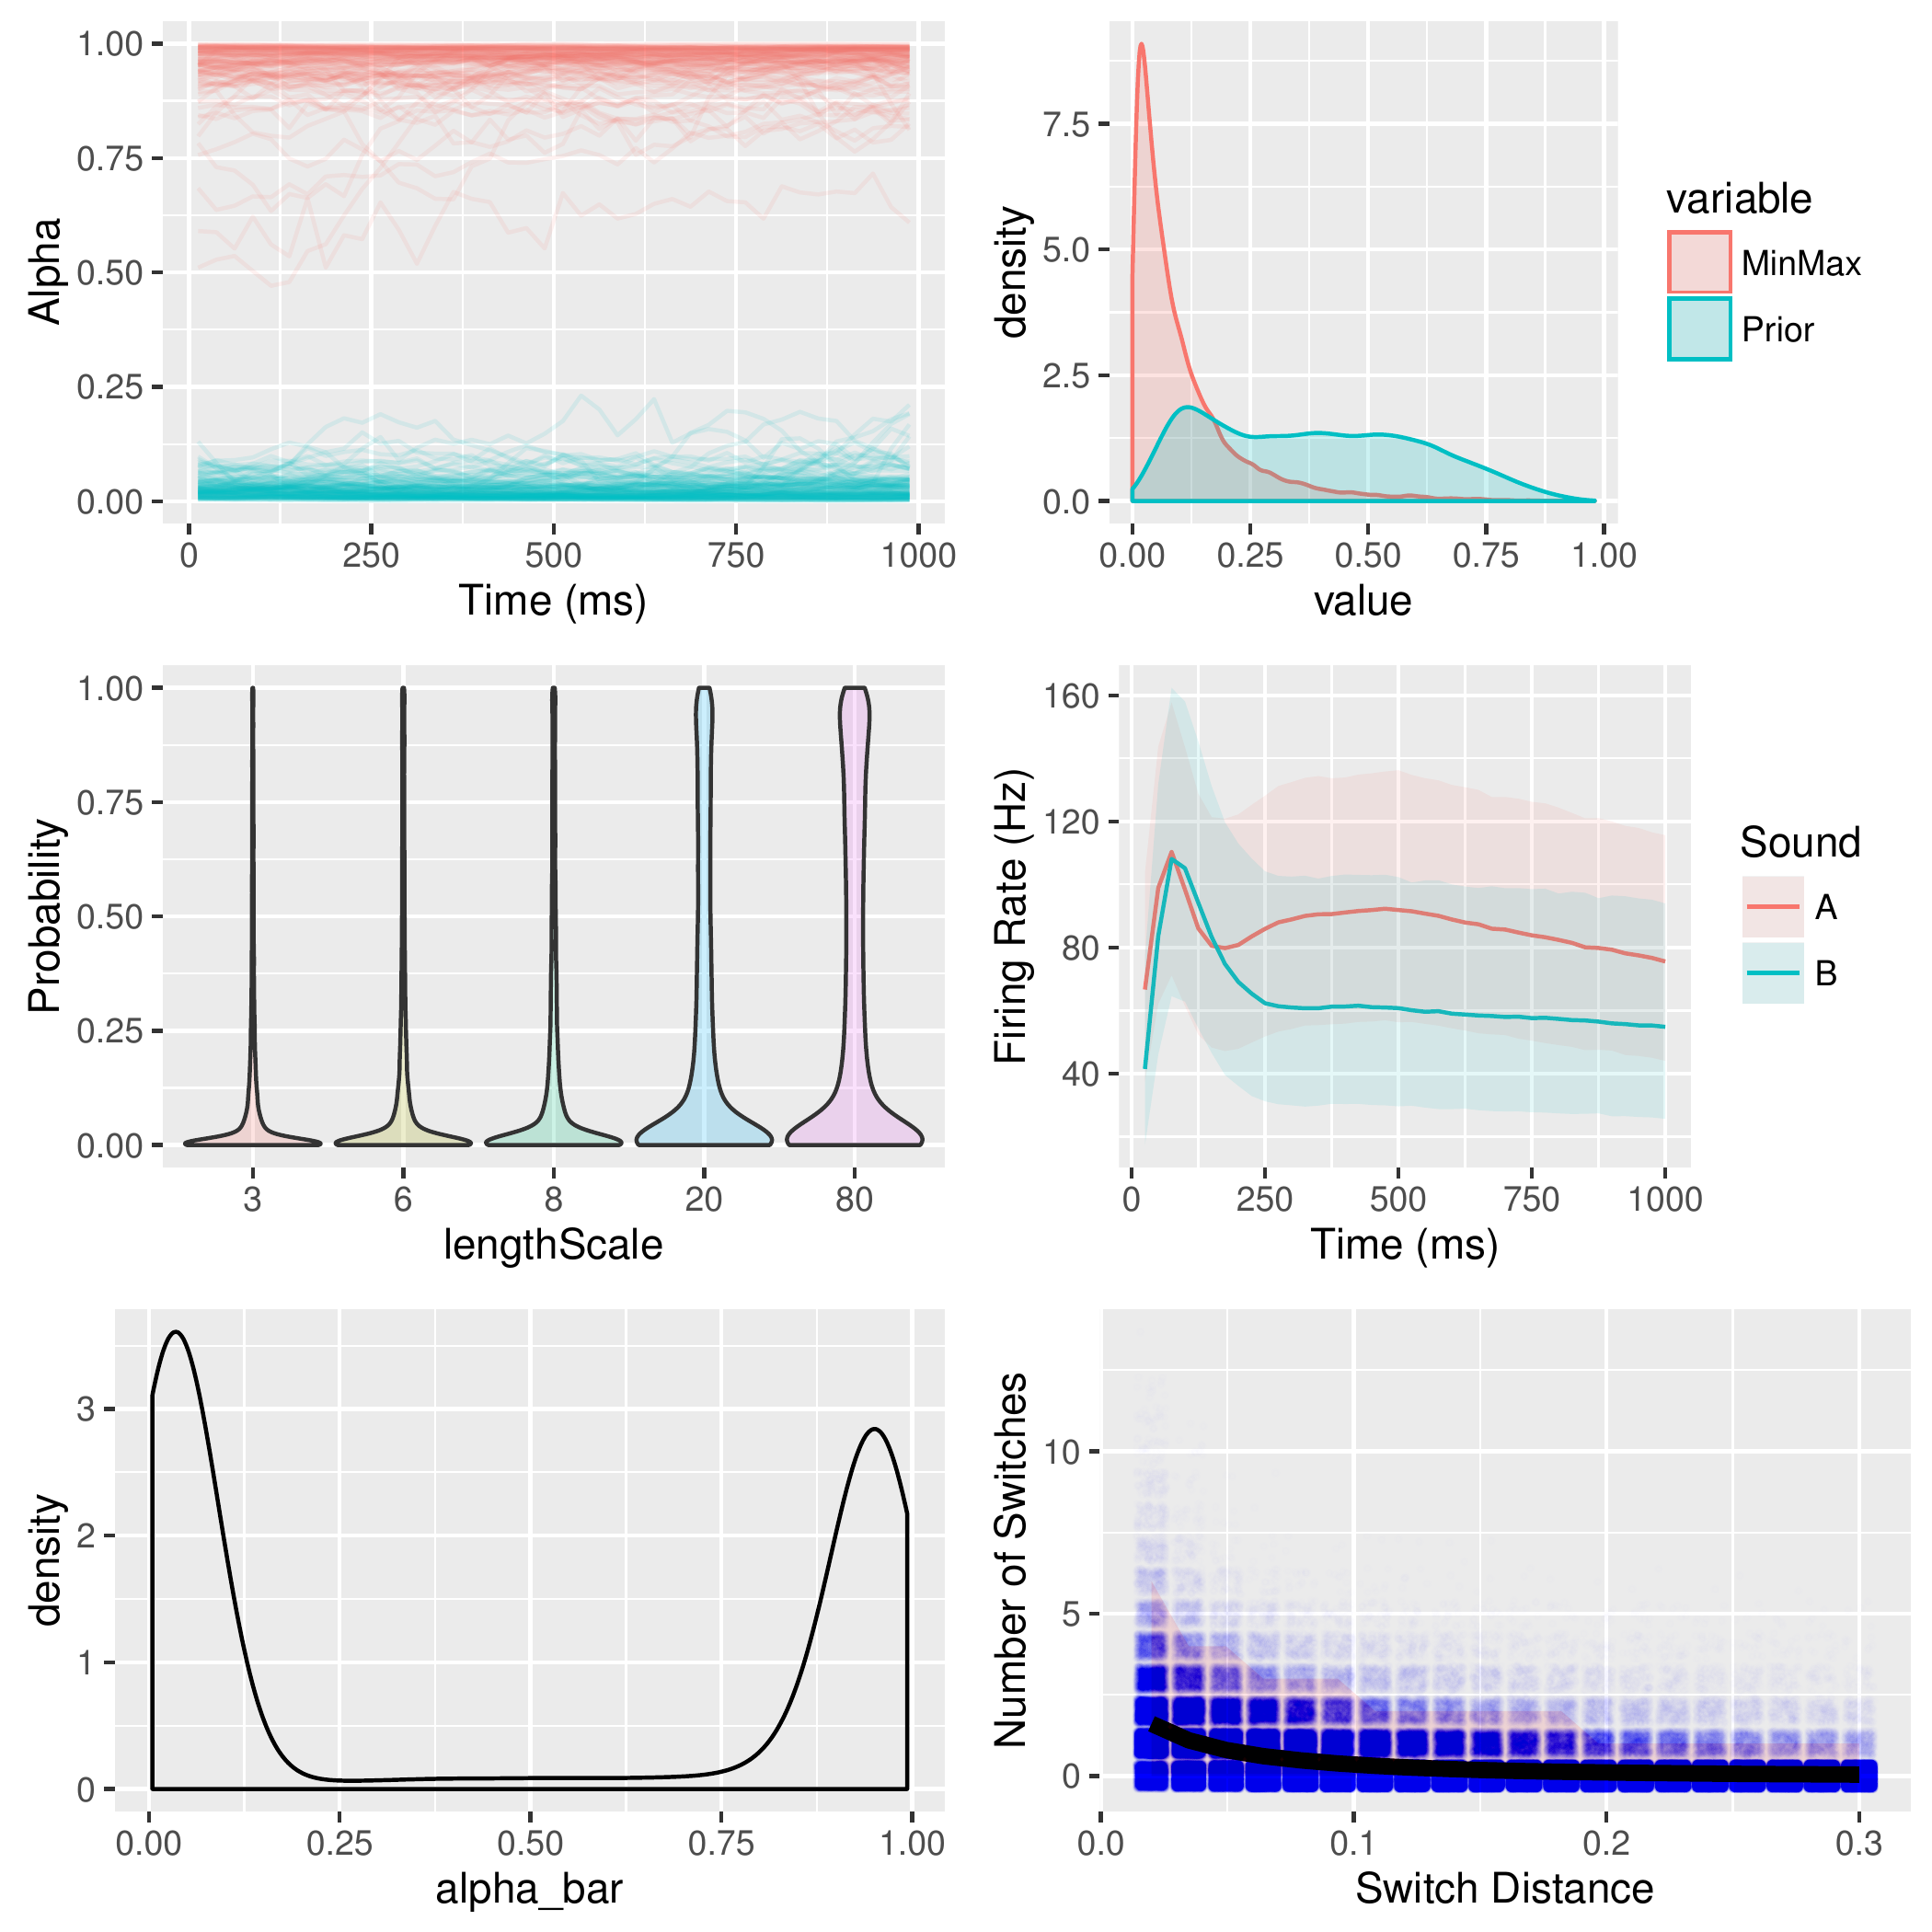 Alpha
1.00
0.75
0.50
0.25
0.00
0 250 500 750 1000
Time (ms)
density
7.5
5.0
2.5
0.0
0.00 0.25 0.50 0.75 1.00
value
variable
MinMax
Prior
Probability
1.00
0.75
0.50
0.25
0.00
3 6 8 20 80
lengthScale
Firing Rate (Hz)
160
120
80
40
0 250 500 750 1000
Time (ms)
Sound
A
B
density
3
2
1
0
0.00 0.25 0.50 0.75 1.00
alpha_bar
Number of Switches
10
5
0
0.0 0.1 0.2 0.3
Switch Distance